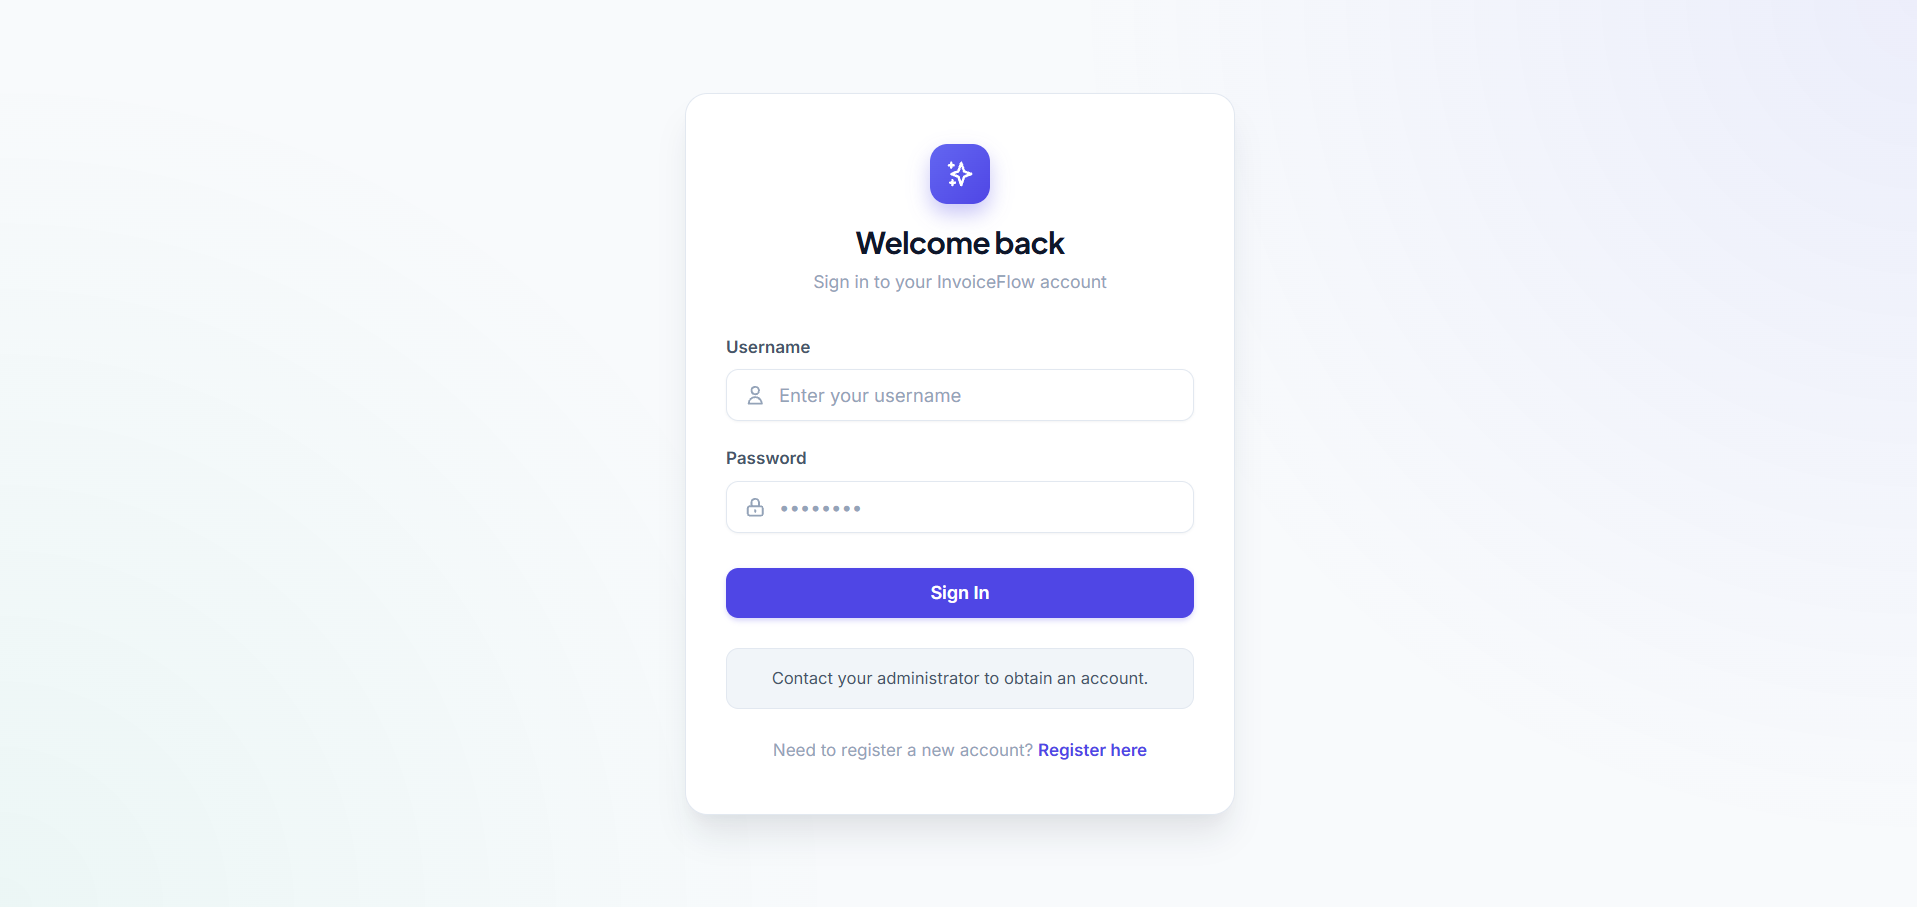 Welcome back
Sign in to your InvoiceFlow account
Username
Enter your username
Password
••••••••
Sign In
Contact your administrator to obtain an account.
Need to register a new account? Register here